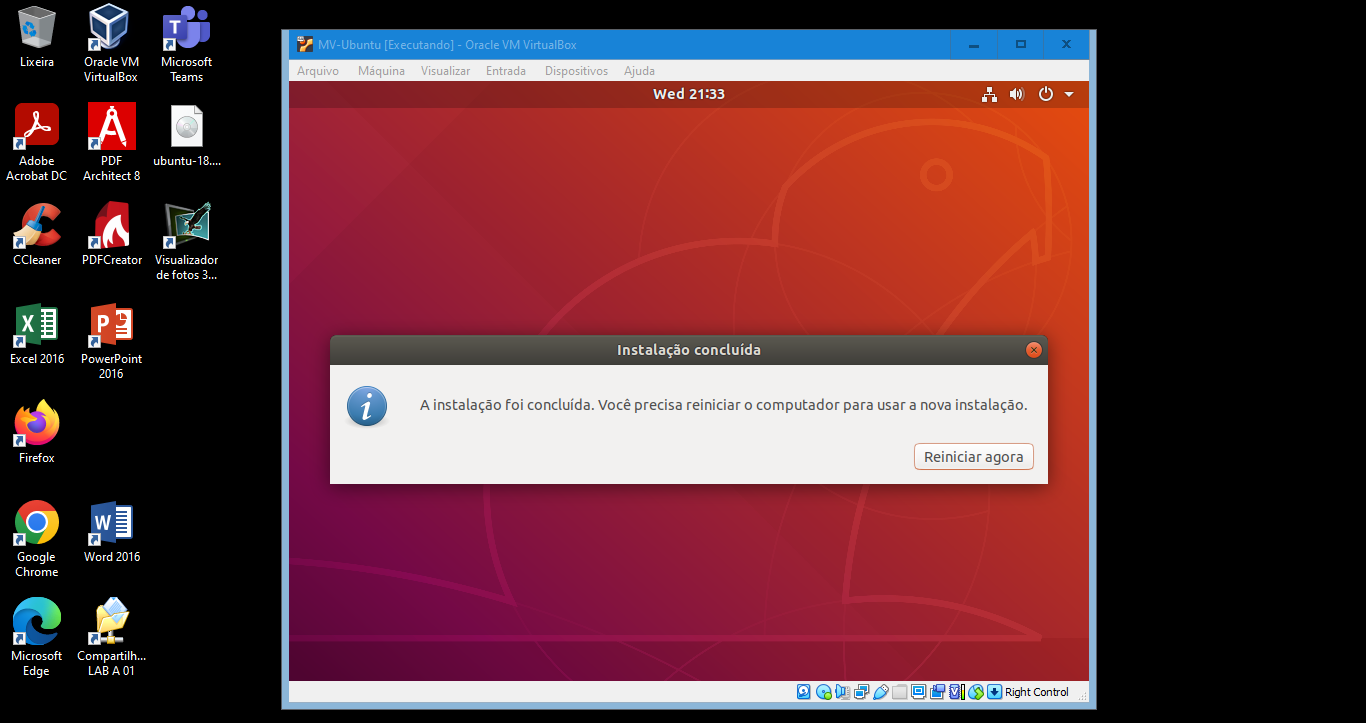 Lixeira
Oracle VM
VirtualBox
Microsoft
Teams
Adobe
Acrobat DC
PDF
Architect 8
ubuntu-18....
CCleaner
PDFCreator
Visualizador
de fotos 3...
Excel 2016
PowerPoint
2016
Firefox
Google
Chrome
Word 2016
Microsoft
Edge
Compartilh...
LAB A 01
MV-Ubuntu [Executando] - Oracle VM VirtualBox
Arquivo Máquina Visualizar Entrada Dispositivos Ajuda
Wed 21:33
Instalação concluída
A instalação foi concluída. Você precisa reiniciar o computador para usar a nova instalação.
Reiniciar agora
Right Control